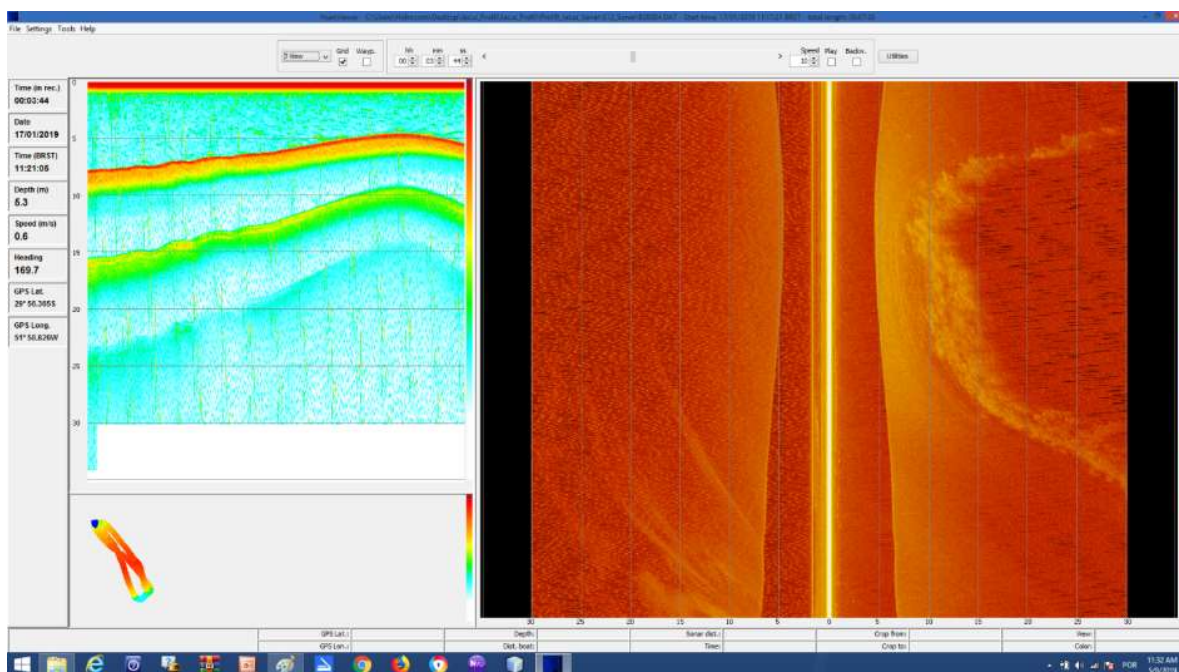 File Settings Tools Help
Grid
hh mm ss
Speed Play
00 03 44
10
Utilities
Time (in rec.)
00:03:44
Date
17/01/2019
Time (BRST)
11:21:05
Depth (m)
5.3
Speed (m/s)
0.6
Heading
169.7
GPS Lat.
GPS Long.
0
5
10
15
20
25
30
30 25 20 15 10 5 0 5 10 15 20 25 30
GPS Lat.: Depth: Sonar dist.: Crop from: View:
GPS Lon.: Dist. boat: Time: Crop to: Color:
POR
11:32 AM